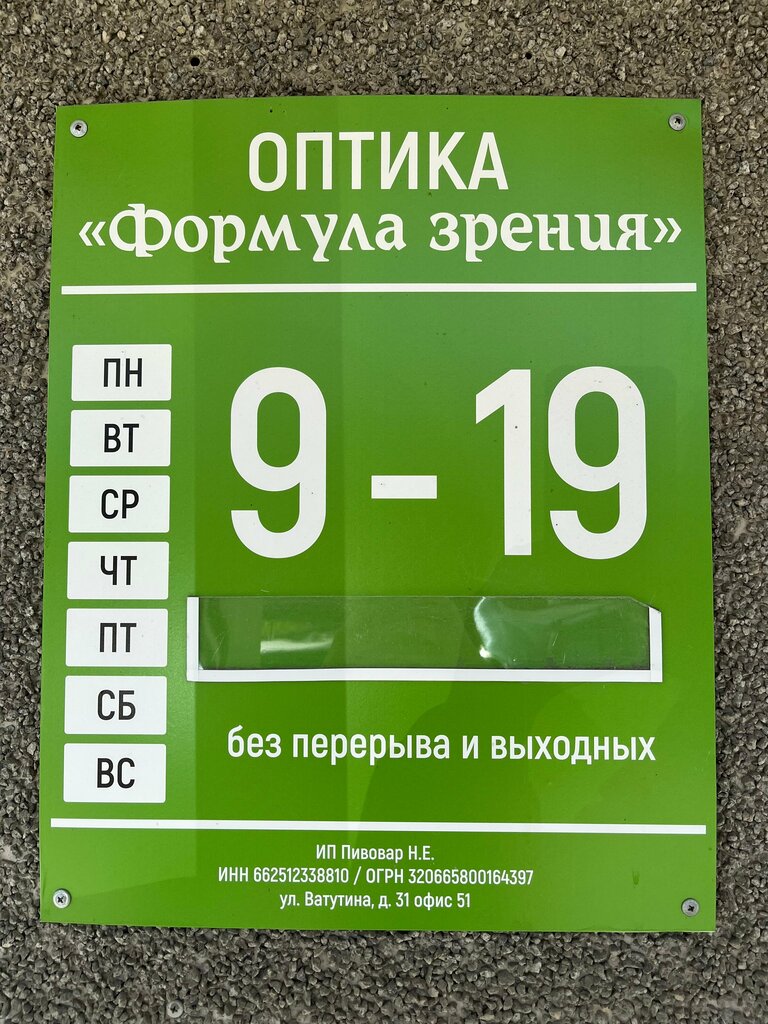 ОПТИКА
«Формула зрения»
ПН
ВТ
СР
ЧТ
ПТ
СБ
ВС
9 - 19
без перерыва и выходных
ИП Пивовар Н.Е.
ИНН 662512338810 / ОГРН 320665800164397
ул. Ватутина, д. 31 офис 51